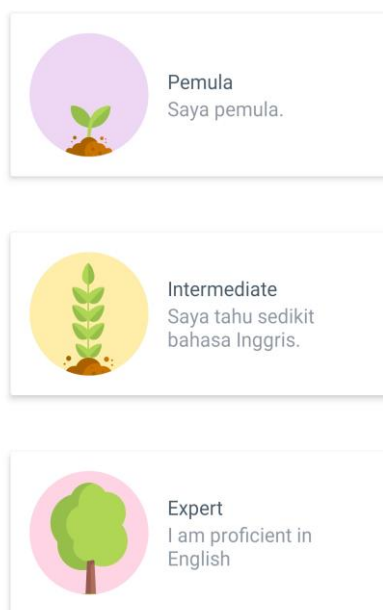 Pemula
Saya pemula.
Intermediate
Saya tahu sedikit
bahasa Inggris.
Expert
I am proficient in
English